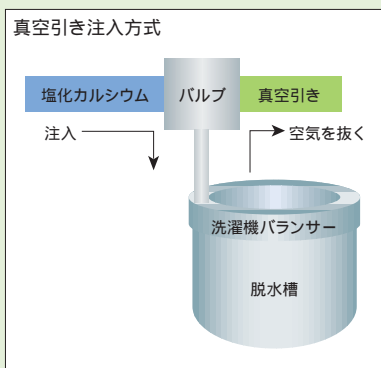 真空引き注入方式
塩化カルシウム
バルブ
真空引き
注入
空気を抜く
洗濯機バランサー
脱水槽